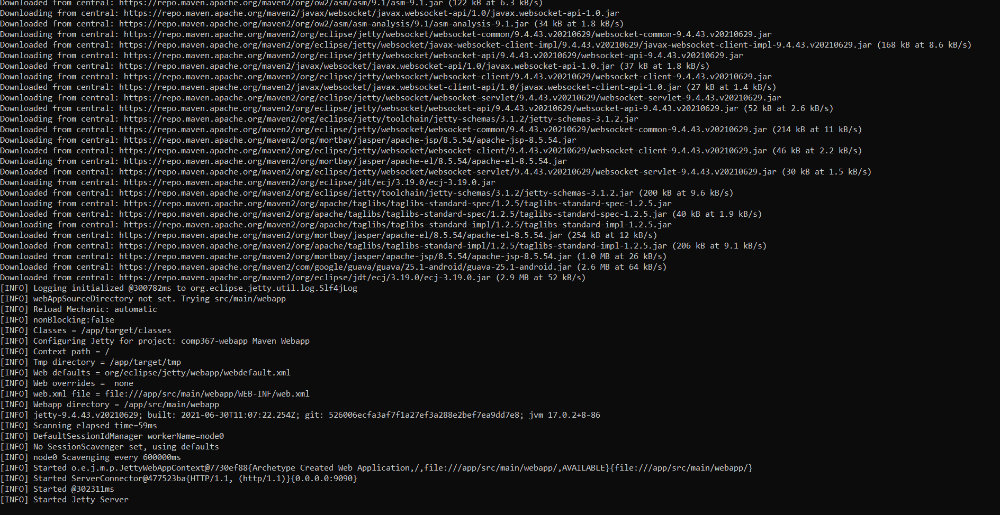 Downloaded from central: https://repo.maven.apache.org/maven2/org/ow2/asm/asm/9.1/asm-9.1.jar (122 kB at 6.3 kB/s)
Downloading from central: https://repo.maven.apache.org/maven2/javax/websocket/javax.websocket-api/1.0/javax.websocket-api-1.0.jar
Downloaded from central: https://repo.maven.apache.org/maven2/org/ow2/asm/asm-analysis/9.1/asm-analysis-9.1.jar (34 kB at 1.8 kB/s)
Downloading from central: https://repo.maven.apache.org/maven2/org/eclipse/jetty/websocket/websocket-common/9.4.43.v20210629/websocket-common-9.4.43.v20210629.jar
Downloaded from central: https://repo.maven.apache.org/maven2/org/eclipse/jetty/websocket/javax-websocket-client-impl/9.4.43.v20210629/javax-websocket-client-impl-9.4.43.v20210629.jar (168 kB at 8.6 kB/s)
Downloading from central: https://repo.maven.apache.org/maven2/org/eclipse/jetty/websocket/websocket-api/9.4.43.v20210629/websocket-api-9.4.43.v20210629.jar
Downloaded from central: https://repo.maven.apache.org/maven2/javax/websocket/javax.websocket-api/1.0/javax.websocket-api-1.0.jar (37 kB at 1.8 kB/s)
Downloading from central: https://repo.maven.apache.org/maven2/org/eclipse/jetty/websocket/websocket-client/9.4.43.v20210629/websocket-client-9.4.43.v20210629.jar
Downloaded from central: https://repo.maven.apache.org/maven2/javax/websocket/javax.websocket-client-api/1.0/javax.websocket-client-api-1.0.jar (27 kB at 1.4 kB/s)
Downloading from central: https://repo.maven.apache.org/maven2/org/eclipse/jetty/websocket/websocket-servlet/9.4.43.v20210629/websocket-servlet-9.4.43.v20210629.jar
Downloaded from central: https://repo.maven.apache.org/maven2/org/eclipse/jetty/websocket/websocket-api/9.4.43.v20210629/websocket-api-9.4.43.v20210629.jar (52 kB at 2.6 kB/s)
Downloading from central: https://repo.maven.apache.org/maven2/org/eclipse/jetty/toolchain/jetty-schemas/3.1.2/jetty-schemas-3.1.2.jar
Downloaded from central: https://repo.maven.apache.org/maven2/org/eclipse/jetty/websocket/websocket-common/9.4.43.v20210629/websocket-common-9.4.43.v20210629.jar (214 kB at 11 kB/s)
Downloading from central: https://repo.maven.apache.org/maven2/org/mortbay/jasper/apache-jsp/8.5.54/apache-jsp-8.5.54.jar
Downloaded from central: https://repo.maven.apache.org/maven2/org/eclipse/jetty/websocket/websocket-client/9.4.43.v20210629/websocket-client-9.4.43.v20210629.jar (46 kB at 2.2 kB/s)
Downloading from central: https://repo.maven.apache.org/maven2/org/mortbay/jasper/apache-el/8.5.54/apache-el-8.5.54.jar
Downloaded from central: https://repo.maven.apache.org/maven2/org/eclipse/jetty/websocket/websocket-servlet/9.4.43.v20210629/websocket-servlet-9.4.43.v20210629.jar (30 kB at 1.5 kB/s)
Downloading from central: https://repo.maven.apache.org/maven2/org/eclipse/jdt/ecj/3.19.0/ecj-3.19.0.jar
Downloaded from central: https://repo.maven.apache.org/maven2/org/eclipse/jetty/toolchain/jetty-schemas/3.1.2/jetty-schemas-3.1.2.jar (200 kB at 9.6 kB/s)
Downloading from central: https://repo.maven.apache.org/maven2/org/apache/taglibs/taglibs-standard-spec/1.2.5/taglibs-standard-spec-1.2.5.jar
Downloaded from central: https://repo.maven.apache.org/maven2/org/apache/taglibs/taglibs-standard-spec/1.2.5/taglibs-standard-spec-1.2.5.jar (40 kB at 1.9 kB/s)
Downloading from central: https://repo.maven.apache.org/maven2/org/apache/taglibs/taglibs-standard-impl/1.2.5/taglibs-standard-impl-1.2.5.jar
Downloaded from central: https://repo.maven.apache.org/maven2/org/mortbay/jasper/apache-el/8.5.54/apache-el-8.5.54.jar (254 kB at 12 kB/s)
Downloaded from central: https://repo.maven.apache.org/maven2/org/apache/taglibs/taglibs-standard-impl/1.2.5/taglibs-standard-impl-1.2.5.jar (206 kB at 9.1 kB/s)
Downloaded from central: https://repo.maven.apache.org/maven2/org/mortbay/jasper/apache-jsp/8.5.54/apache-jsp-8.5.54.jar (1.0 MB at 26 kB/s)
Downloaded from central: https://repo.maven.apache.org/maven2/com/google/guava/guava/25.1-android/guava-25.1-android.jar (2.6 MB at 64 kB/s)
Downloaded from central: https://repo.maven.apache.org/maven2/org/eclipse/jdt/ecj/3.19.0/ecj-3.19.0.jar (2.9 MB at 52 kB/s)
[INFO] Logging initialized @300782ms to org.eclipse.jetty.util.log.Slf4jLog
[INFO] webAppSourceDirectory not set. Trying src/main/webapp
[INFO] Reload Mechanic: automatic
[INFO] nonBlocking:false
[INFO] Classes = /app/target/classes
[INFO] Configuring Jetty for project: comp367-webapp Maven Webapp
[INFO] Context path = /
[INFO] Tmp directory = /app/target/tmp
[INFO] Web defaults = org/eclipse/jetty/webapp/webdefault.xml
[INFO] Web overrides =  none
[INFO] web.xml file = file:///app/src/main/webapp/WEB-INF/web.xml
[INFO] Webapp directory = /app/src/main/webapp
[INFO] jetty-9.4.43.v20210629; built: 2021-06-30T11:07:22.254Z; git: 526006ecfa3af7f1a27ef3a288e2bef7ea9dd7e8; jvm 17.0.2+8-86
[INFO] Scanning elapsed time=59ms
[INFO] DefaultSessionIdManager workerName=node0
[INFO] No SessionScavenger set, using defaults
[INFO] node0 Scavenging every 600000ms
[INFO] Started o.e.j.m.p.JettyWebAppContext@7730ef88{Archetype Created Web Application,/,file:///app/src/main/webapp/,AVAILABLE}{file:///app/src/main/webapp/}
[INFO] Started ServerConnector@477523ba{HTTP/1.1, (http/1.1)}{0.0.0.0:9090}
[INFO] Started @302311ms
[INFO] Started Jetty Server